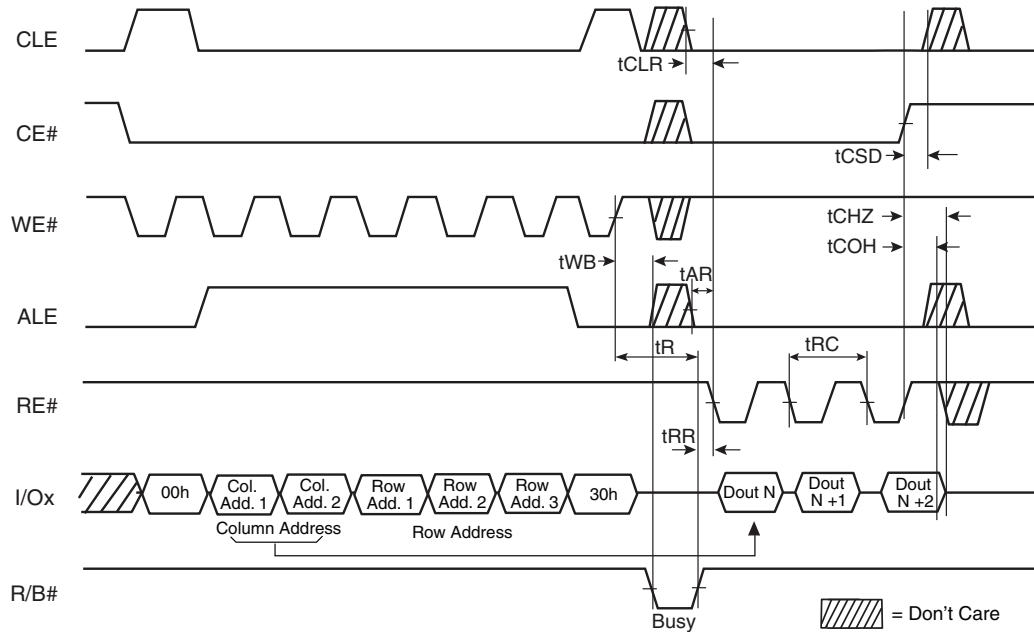 CLE
tCLR
CE#
tCSD
WE#
tCHZ
tCOH
tWB
tAR
ALE
tR
tRC
RE#
tRR
I/Ox
00h
Col. Add. 1
Col. Add. 2
Row Add. 1
Row Add. 2
Row Add. 3
30h
Dout N
Dout N +1
Dout N +2
Column Address
Row Address
R/B#
Busy
= Don't Care